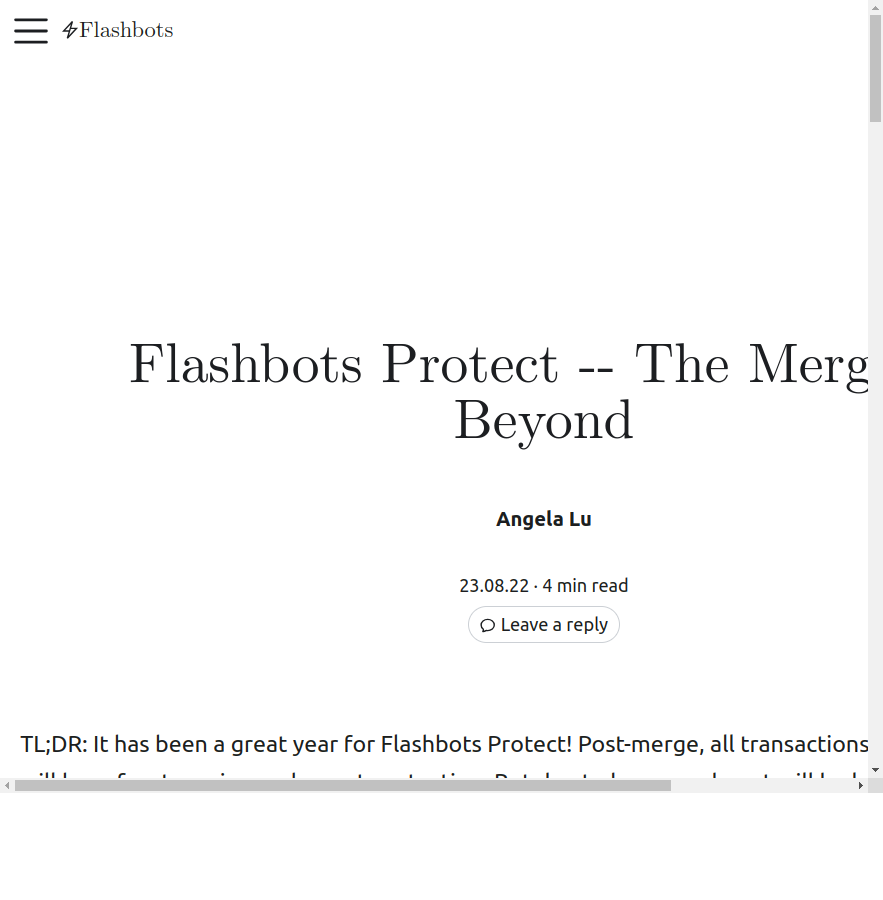 Flashbots
Flashbots Protect -- The Merg
Beyond
Angela Lu
23.08.22 · 4 min read
Leave a reply
TL;DR: It has been a great year for Flashbots Protect! Post-merge, all transactions